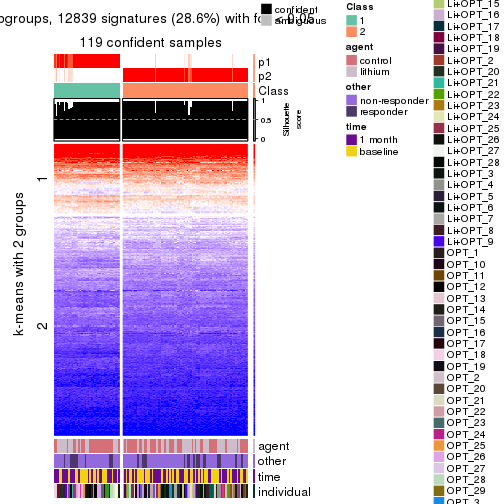 ogroups, 12839 signatures (28.6%) with fdr < 0.05
119 confident samples
p1
p2
Class
1
0.5
0
Silhouette
score
1
2
k-means with 2 groups
agent
other
time
individual
confident
ambiguous
Class
1
2
agent
control
lithium
other
non-responder
responder
time
1 month
baseline
Li+OPT_15
Li+OPT_16
Li+OPT_17
Li+OPT_18
Li+OPT_19
Li+OPT_2
Li+OPT_20
Li+OPT_21
Li+OPT_22
Li+OPT_23
Li+OPT_24
Li+OPT_25
Li+OPT_26
Li+OPT_27
Li+OPT_28
Li+OPT_3
Li+OPT_4
Li+OPT_5
Li+OPT_6
Li+OPT_7
Li+OPT_8
Li+OPT_9
OPT_1
OPT_10
OPT_11
OPT_12
OPT_13
OPT_14
OPT_15
OPT_16
OPT_17
OPT_18
OPT_19
OPT_2
OPT_20
OPT_21
OPT_22
OPT_23
OPT_24
OPT_25
OPT_26
OPT_27
OPT_28
OPT_29